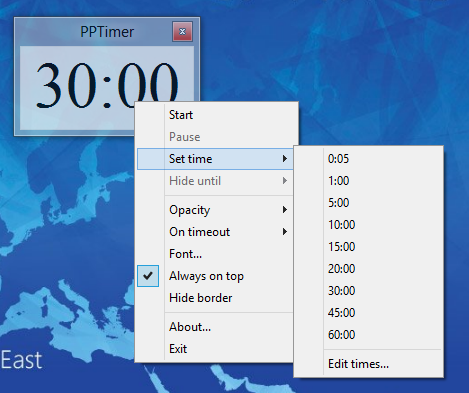 PPTimer
30:00
Start
Pause
Set time
Hide until
Opacity
On timeout
Font...
Always on top
Hide border
About...
Exit
0:05
1:00
5:00
10:00
15:00
20:00
30:00
45:00
60:00
Edit times...
East